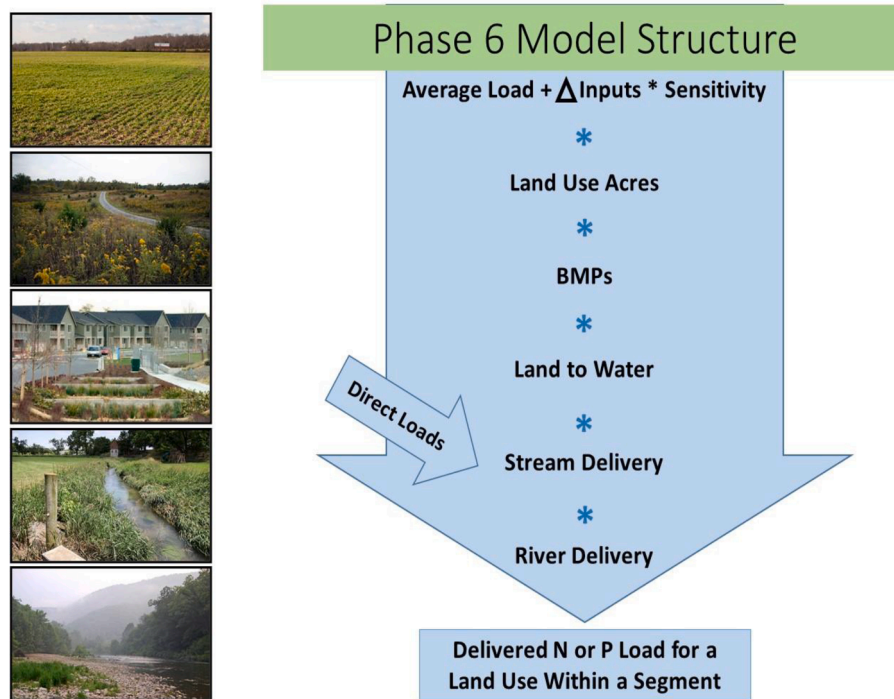 Phase 6 Model Structure
Average Load + Δ Inputs * Sensitivity
*
Land Use Acres
*
BMPs
*
Land to Water
*
Direct Loads
Stream Delivery
*
River Delivery
Delivered N or P Load for a
Land Use Within a Segment